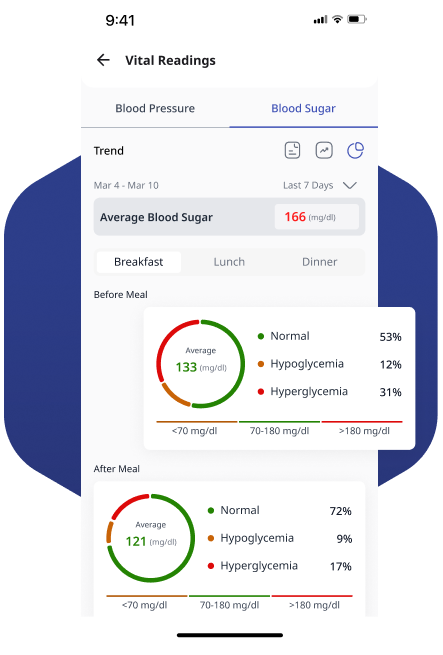 9:41
Vital Readings
Blood Pressure Blood Sugar
Trend
Mar 4 - Mar 10 Last 7 Days
Average Blood Sugar 166 (mg/dl)
Breakfast Lunch Dinner
Before Meal
Average
133 (mg/dl)
Normal 53%
Hypoglycemia 12%
Hyperglycemia 31%
<70 mg/dl 70-180 mg/dl >180 mg/dl
After Meal
Average
121 (mg/dl)
Normal 72%
Hypoglycemia 9%
Hyperglycemia 17%
<70 mg/dl 70-180 mg/dl >180 mg/dl